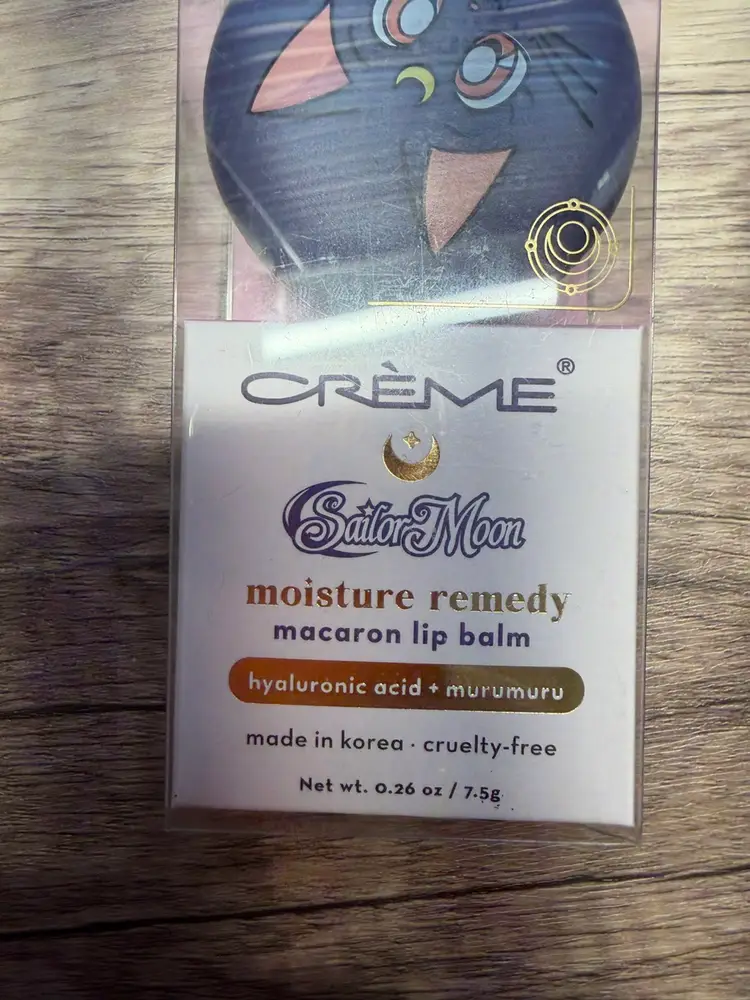 CRÈME®
Sailor Moon
moisture remedy
macaron lip balm
hyaluronic acid + murumuru
made in korea · cruelty-free
Net wt. 0.26 oz / 7.5g